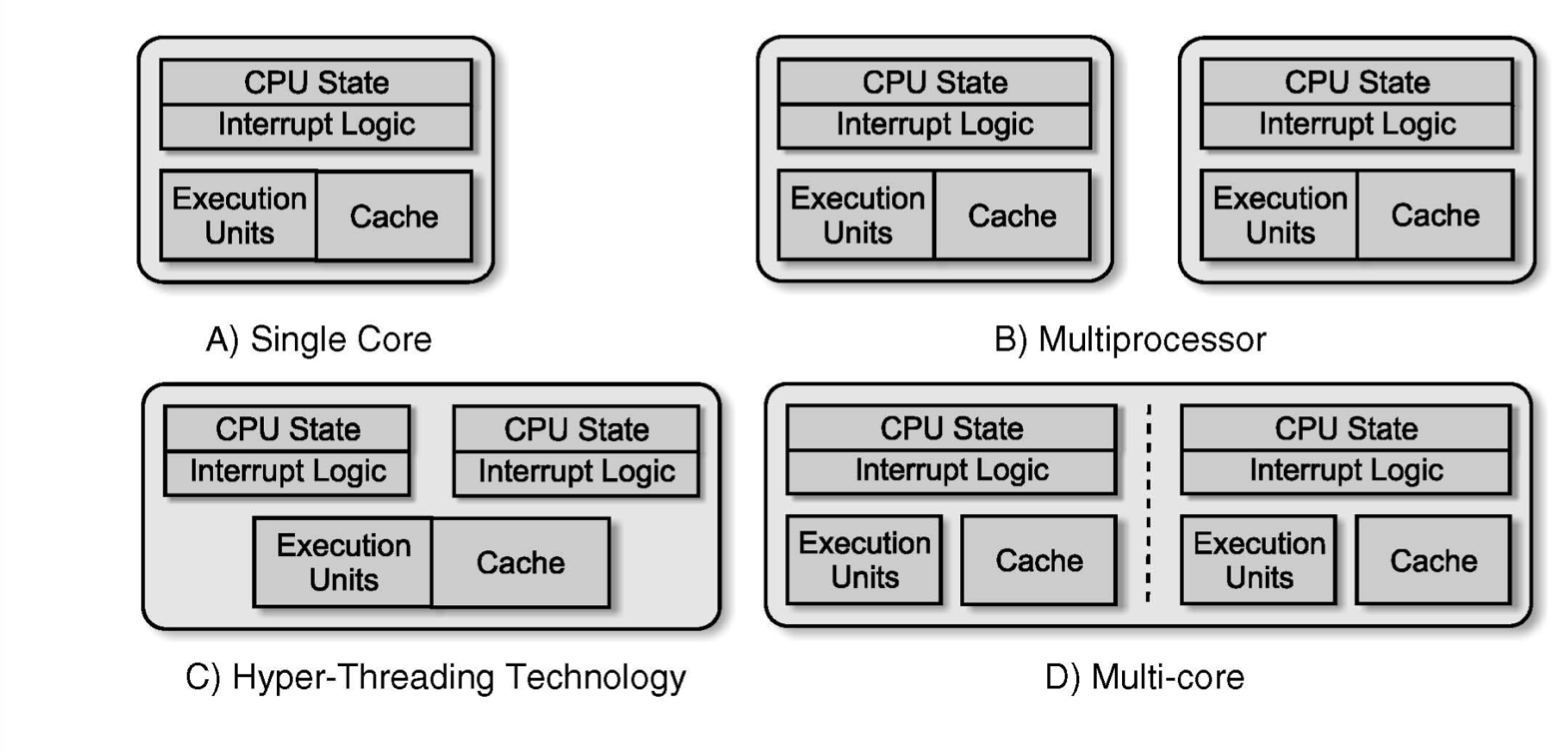 CPU State
Interrupt Logic
Execution
Units
Cache
A) Single Core
CPU State
Interrupt Logic
Execution
Units
Cache
CPU State
Interrupt Logic
Execution
Units
Cache
B) Multiprocessor
CPU State
Interrupt Logic
CPU State
Interrupt Logic
Execution
Units
Cache
C) Hyper-Threading Technology
CPU State
Interrupt Logic
Execution
Units
Cache
CPU State
Interrupt Logic
Execution
Units
Cache
D) Multi-core